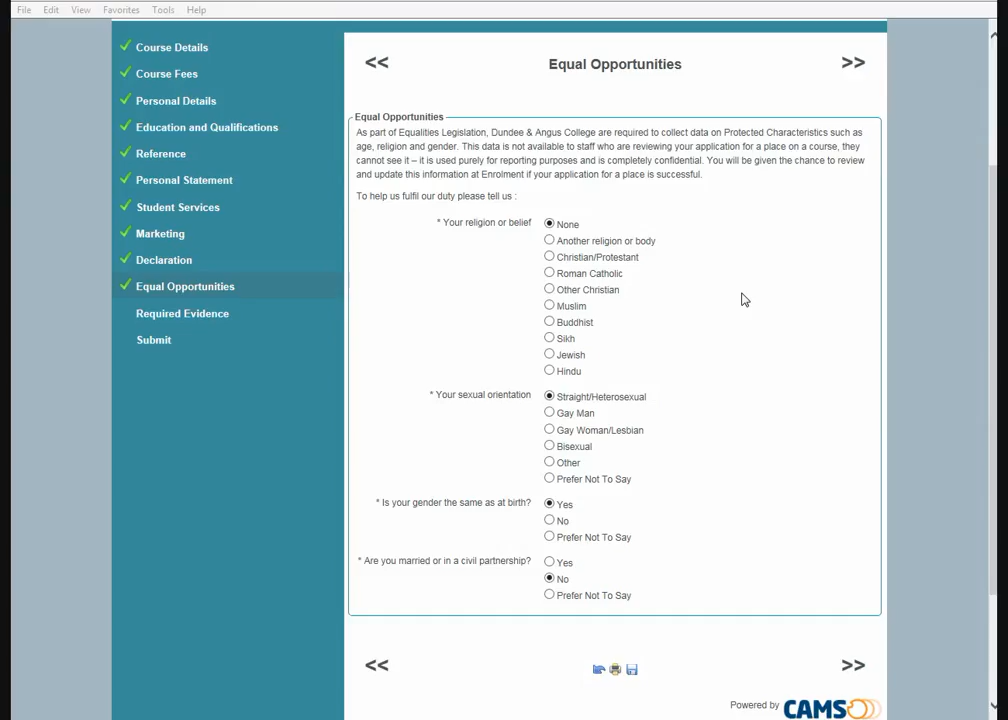 File Edit View Favorites Tools Help
Course Details
Course Fees
Personal Details
Education and Qualifications
Reference
Personal Statement
Student Services
Marketing
Declaration
Equal Opportunities
Required Evidence
Submit
<< Equal Opportunities >>
Equal Opportunities
As part of Equalities Legislation, Dundee & Angus College are required to collect data on Protected Characteristics such as
age, religion and gender. This data is not available to staff who are reviewing your application for a place on a course, they
cannot see it – it is used purely for reporting purposes and is completely confidential. You will be given the chance to review
and update this information at Enrolment if your application for a place is successful.
To help us fulfil our duty please tell us :
* Your religion or belief None
Another religion or body
Christian/Protestant
Roman Catholic
Other Christian
Muslim
Buddhist
Sikh
Jewish
Hindu
* Your sexual orientation Straight/Heterosexual
Gay Man
Gay Woman/Lesbian
Bisexual
Other
Prefer Not To Say
* Is your gender the same as at birth? Yes
No
Prefer Not To Say
* Are you married or in a civil partnership? Yes
No
Prefer Not To Say
<< >>
Powered by CAMS